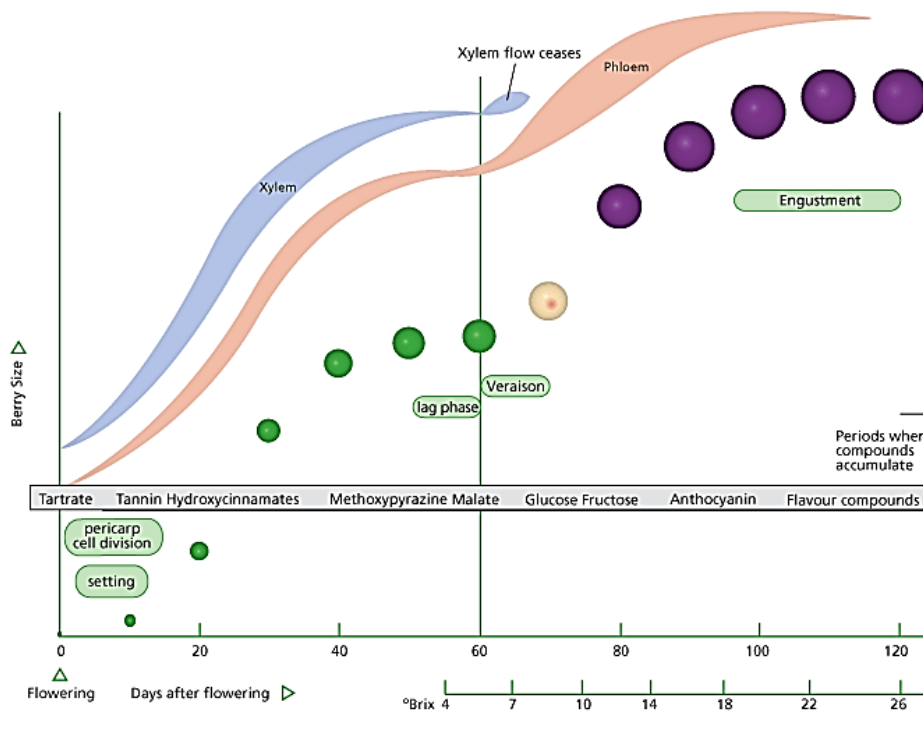 Xylem flow ceases
Phloem
Xylem
Engustment
Veraison
lag phase
Berry Size
Periods when
compounds
accumulate
Tartrate Tannin Hydroxycinnamates Methoxypyrazine Malate Glucose Fructose Anthocyanin Flavour compounds
pericarp
cell division
setting
0 20 40 60 80 100 120
Flowering Days after flowering
°Brix 4 7 10 14 18 22 26